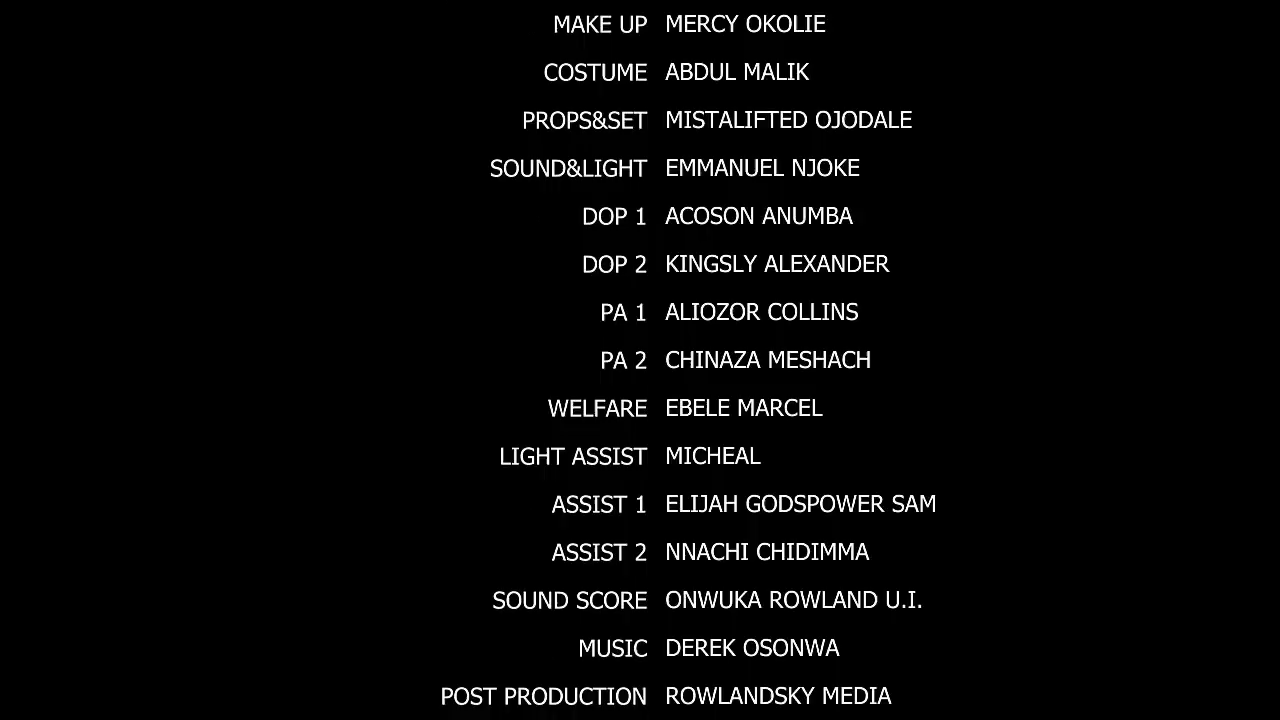 MAKE UP MERCY OKOLIE
COSTUME ABDUL MALIK
PROPS&SET MISTALIFTED OJODALE
SOUND&LIGHT EMMANUEL NJOKE
DOP 1 ACOSON ANUMBA
DOP 2 KINGSLY ALEXANDER
PA 1 ALIOZOR COLLINS
PA 2 CHINAZA MESHACH
WELFARE EBELE MARCEL
LIGHT ASSIST MICHEAL
ASSIST 1 ELIJAH GODSPOWER SAM
ASSIST 2 NNACHI CHIDIMMA
SOUND SCORE ONWUKA ROWLAND U.I.
MUSIC DEREK OSONWA
POST PRODUCTION ROWLANDSKY MEDIA